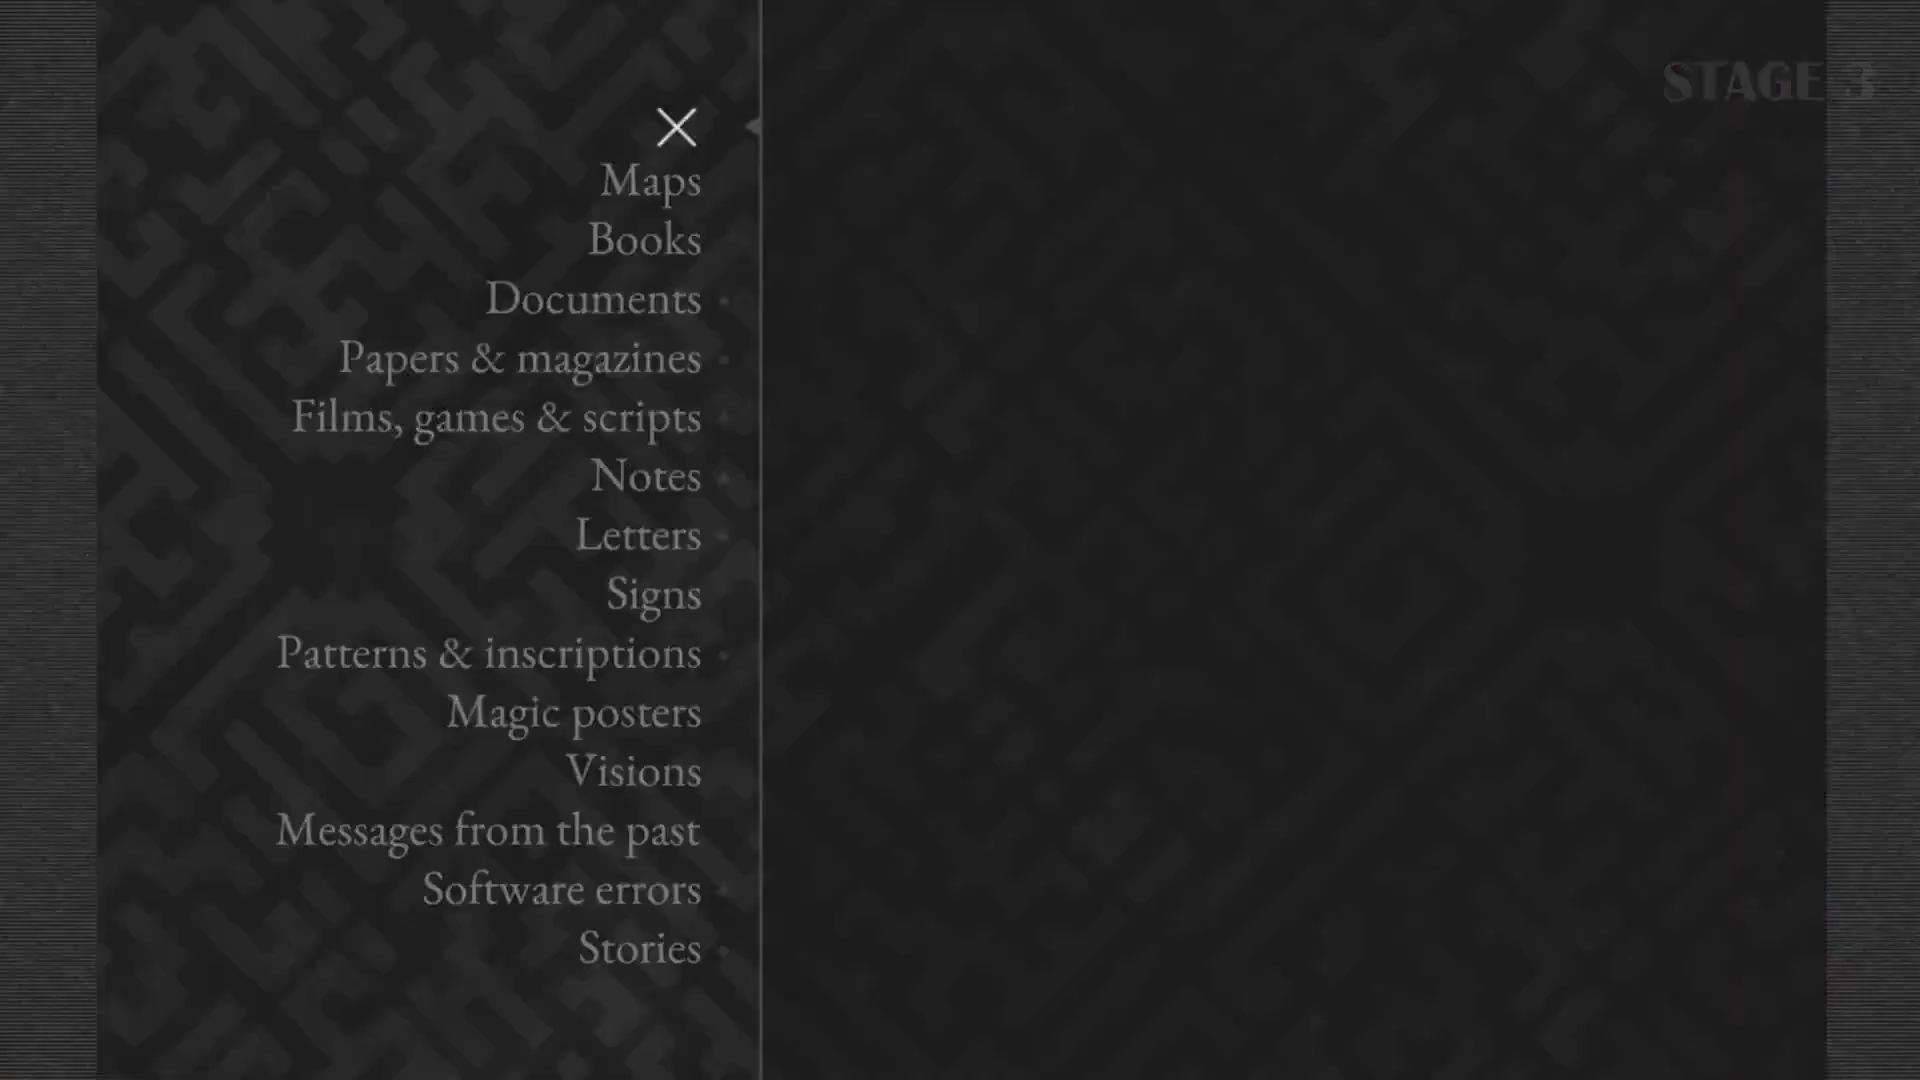 STAGE 3
Maps
Books
Documents
Papers & magazines
Films, games & scripts
Notes
Letters
Signs
Patterns & inscriptions
Magic posters
Visions
Messages from the past
Software errors
Stories